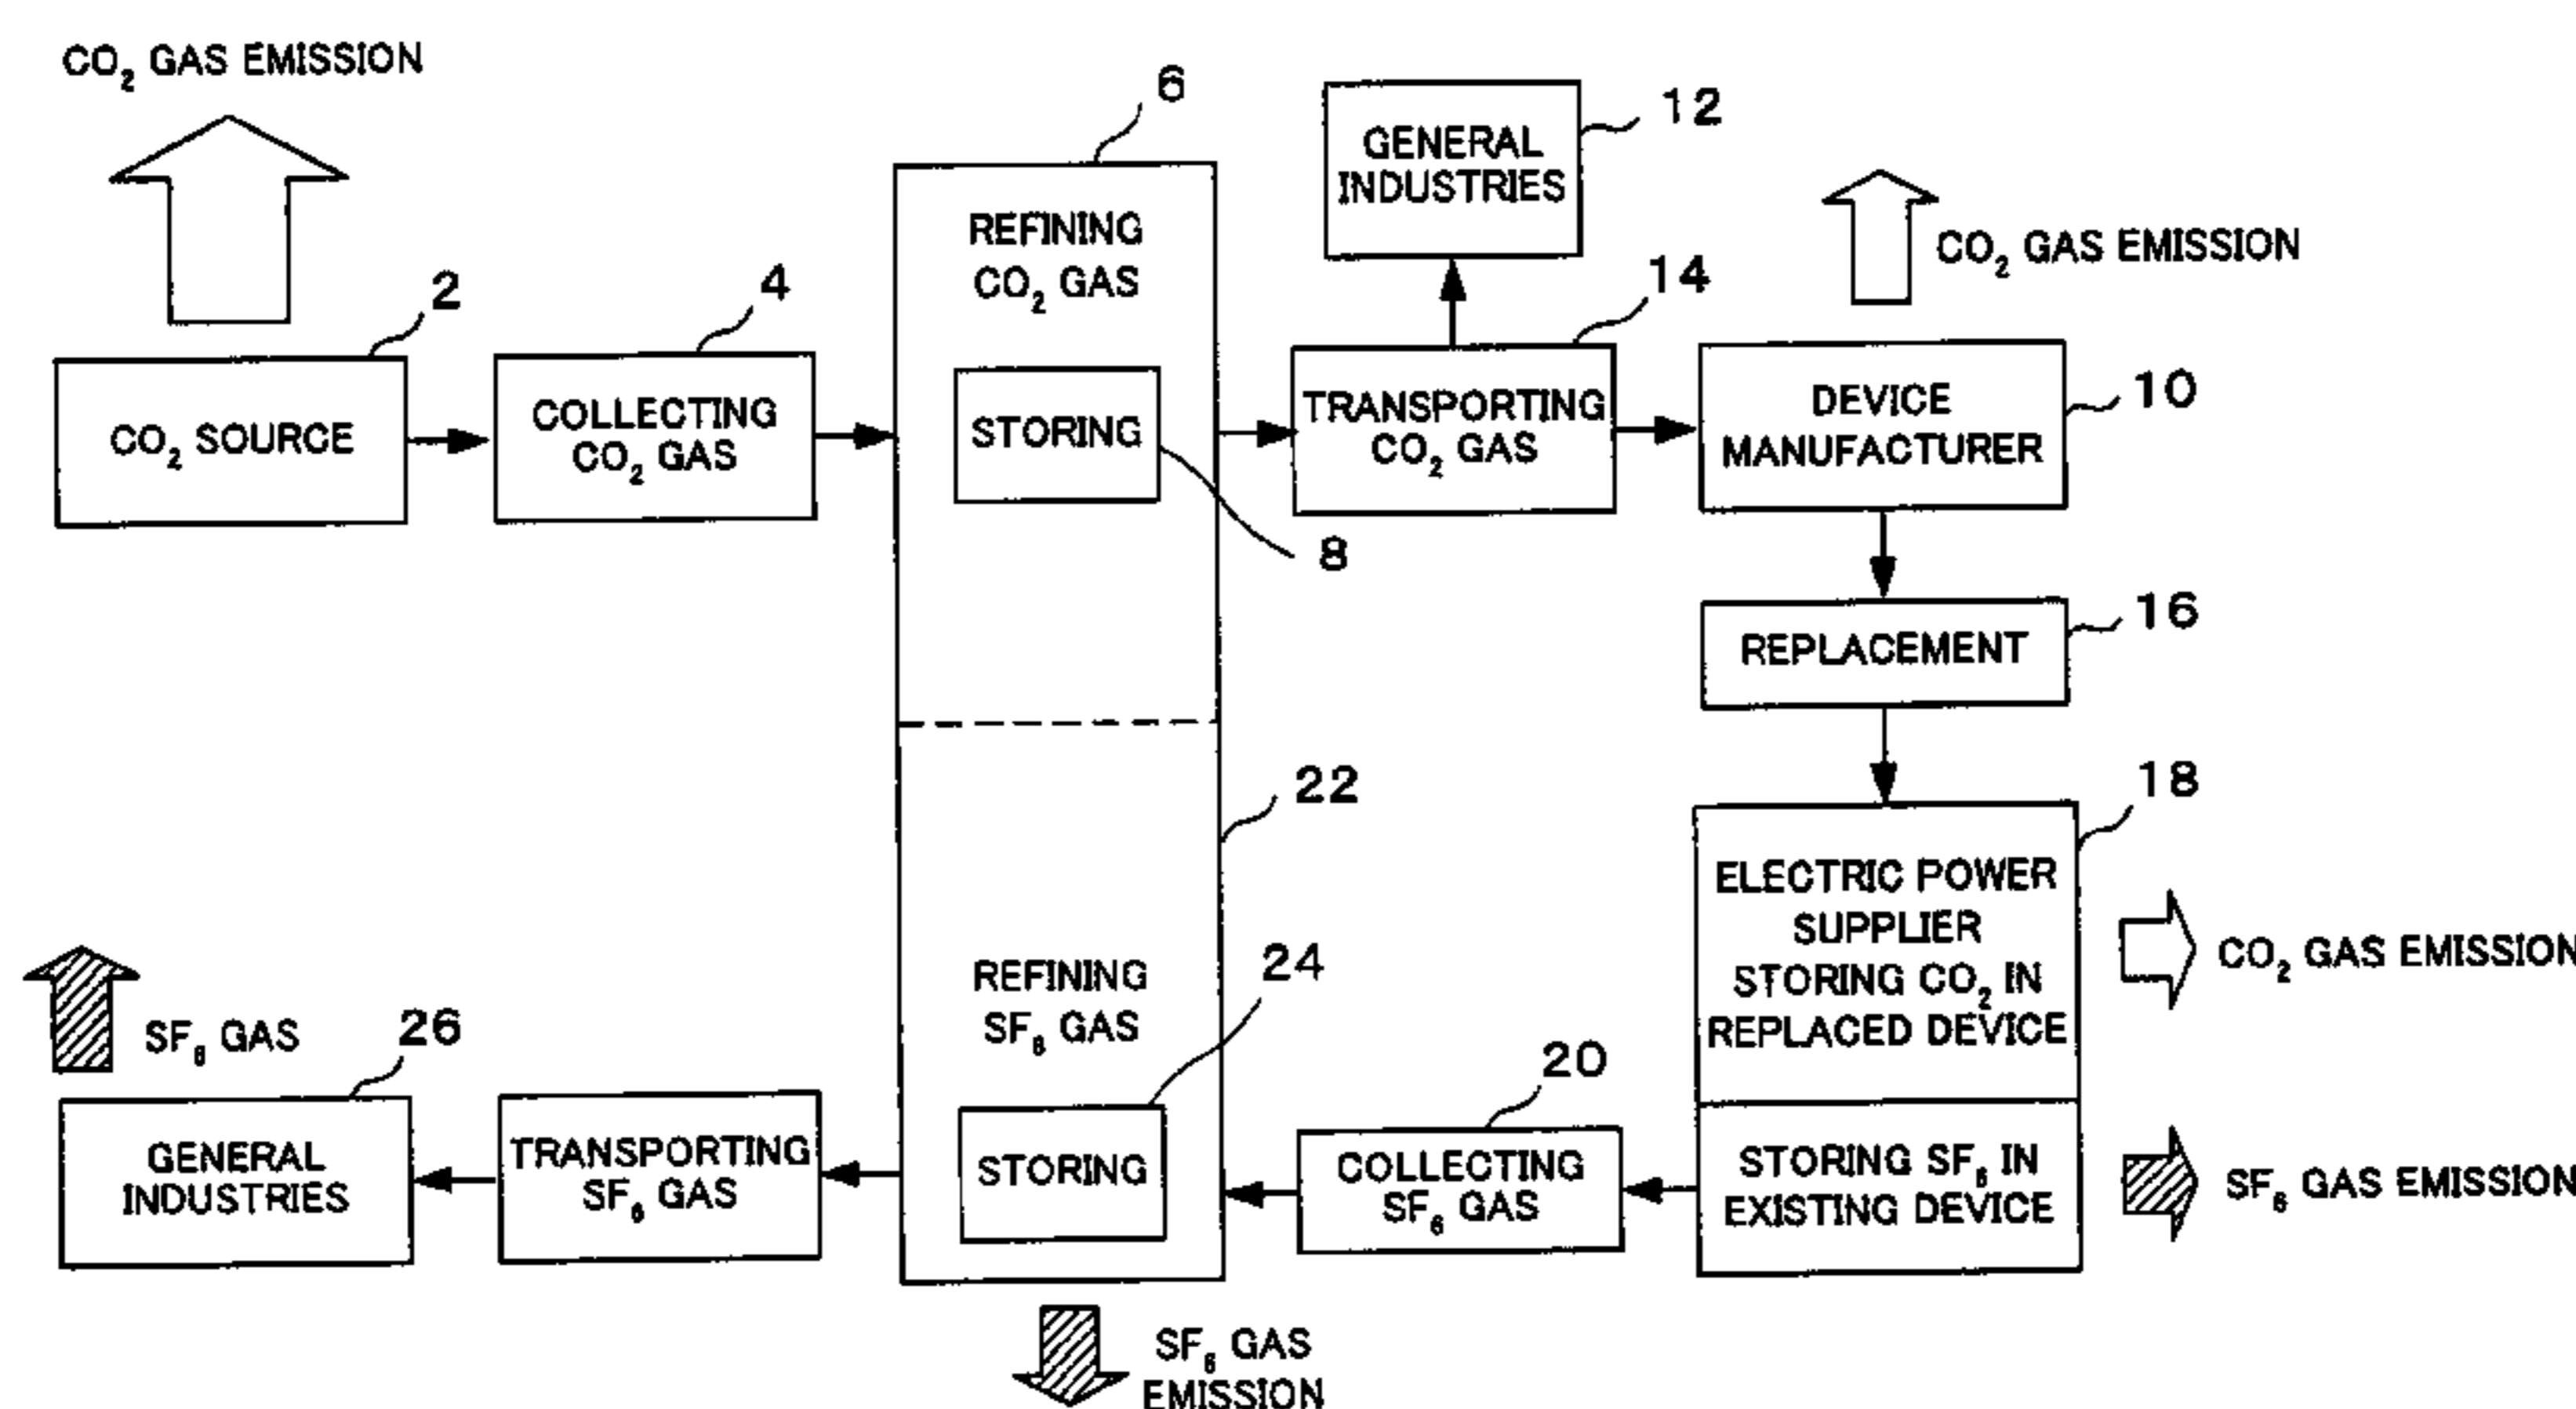 CO₂ GAS EMISSION
2
CO₂ SOURCE
4
COLLECTING
CO₂ GAS
6
REFINING
CO₂ GAS
STORING
8
12
GENERAL
INDUSTRIES
14
TRANSPORTING
CO₂ GAS
CO₂ GAS EMISSION
10
DEVICE
MANUFACTURER
16
REPLACEMENT
18
ELECTRIC POWER
SUPPLIER
STORING CO₂ IN
REPLACED DEVICE
CO₂ GAS EMISSION
STORING SF₆ IN
EXISTING DEVICE
SF₆ GAS EMISSION
20
COLLECTING
SF₆ GAS
22
REFINING
SF₆ GAS
24
STORING
SF₆ GAS
EMISSION
TRANSPORTING
SF₆ GAS
26
GENERAL
INDUSTRIES
SF₆ GAS